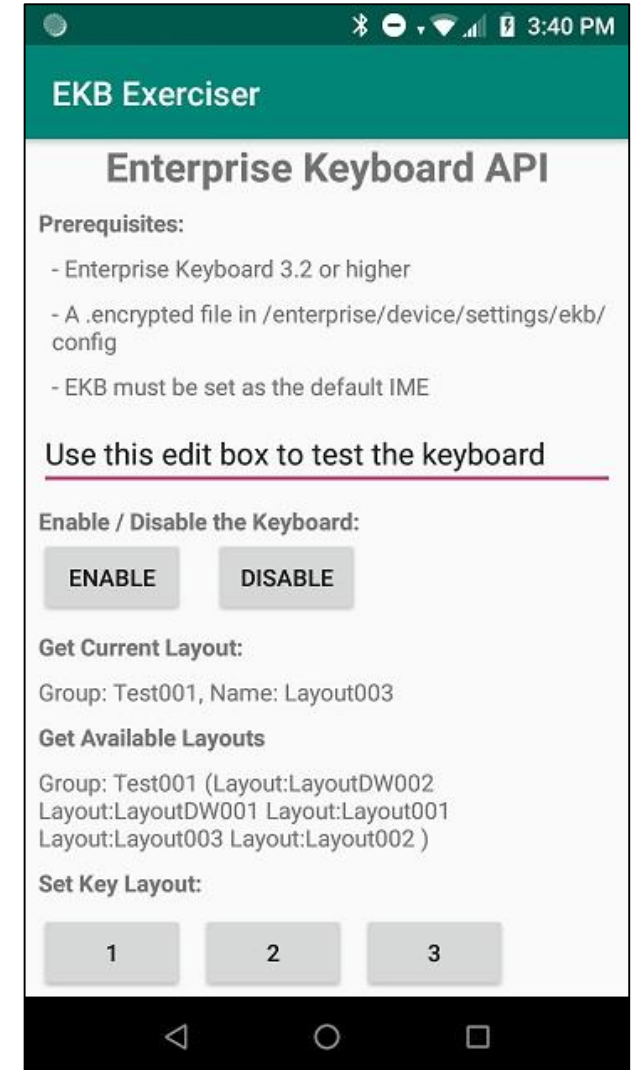 3:40 PM
EKB Exerciser
Enterprise Keyboard API
Prerequisites:
- Enterprise Keyboard 3.2 or higher
- A .encrypted file in /enterprise/device/settings/ekb/
config
- EKB must be set as the default IME
Use this edit box to test the keyboard
Enable / Disable the Keyboard:
ENABLE DISABLE
Get Current Layout:
Group: Test001, Name: Layout003
Get Available Layouts
Group: Test001 (Layout:LayoutDW002
Layout:LayoutDW001 Layout:Layout001
Layout:Layout003 Layout:Layout002 )
Set Key Layout:
1 2 3